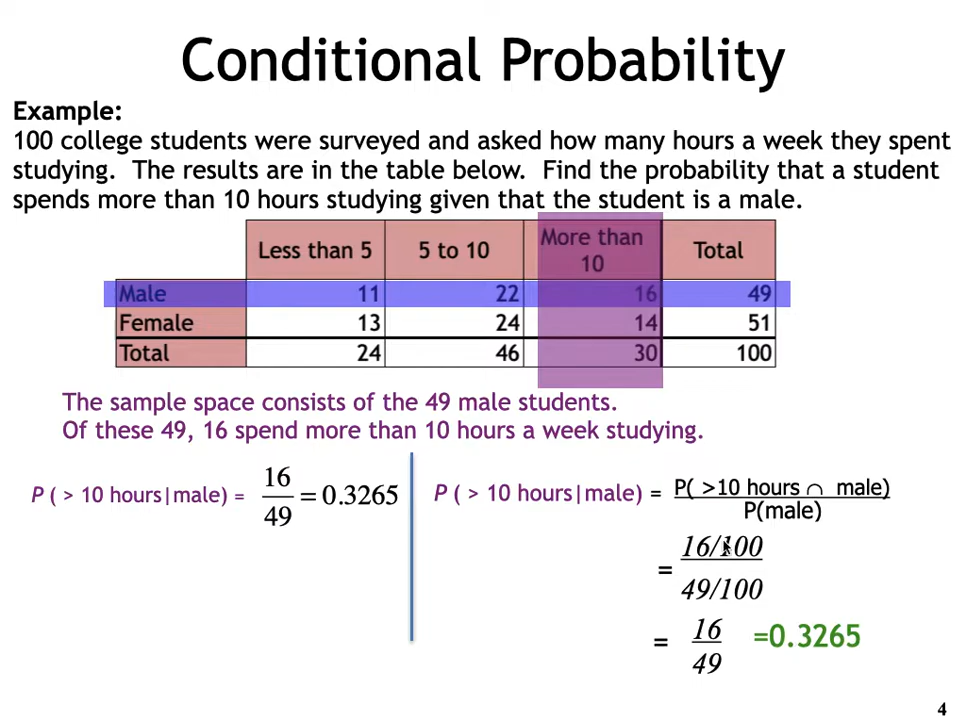 Conditional Probability
Example:
100 college students were surveyed and asked how many hours a week they spent
studying. The results are in the table below. Find the probability that a student
spends more than 10 hours studying given that the student is a male.
Less than 5 5 to 10 More than 10 Total
Male 11 22 16 49
Female 13 24 14 51
Total 24 46 30 100
The sample space consists of the 49 male students.
Of these 49, 16 spend more than 10 hours a week studying.
P ( > 10 hours|male) = 16/49 = 0.3265
P ( > 10 hours|male) = P( >10 hours ∩ male)
P(male)
= 16/100
49/100
= 16/49 =0.3265
4